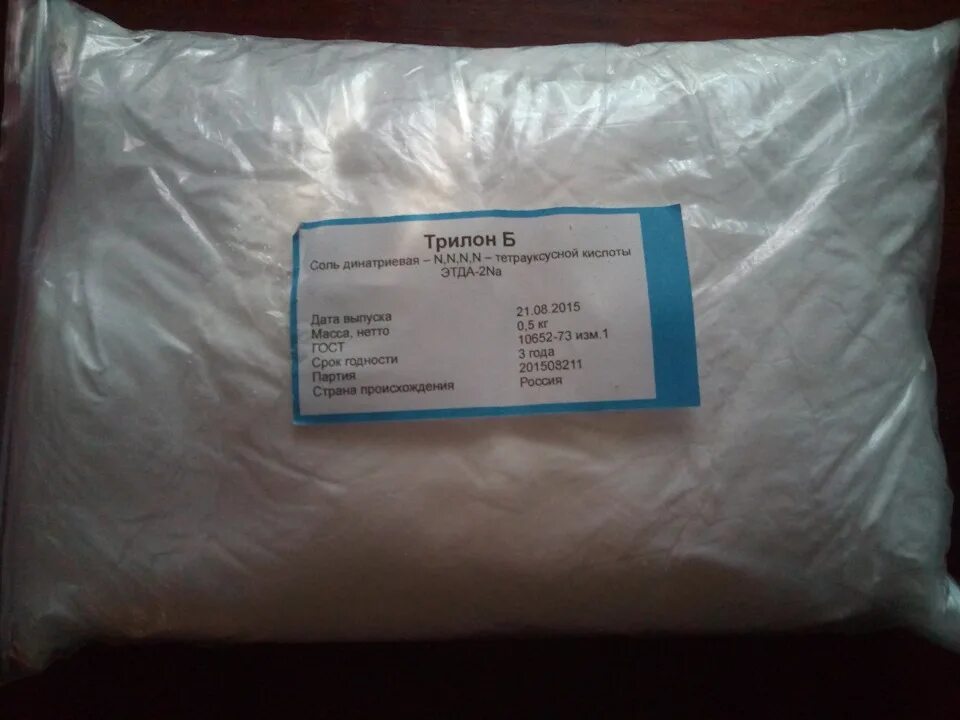 Трилон Б
Соль динатриевая – N,N,N,N – тетрауксусной кислоты
ЭТДА-2Na
Дата выпуска 21.08.2015
Масса, нетто 0,5 кг
ГОСТ 10652-73 изм.1
Срок годности 3 года
Партия 201508211
Страна происхождения Россия